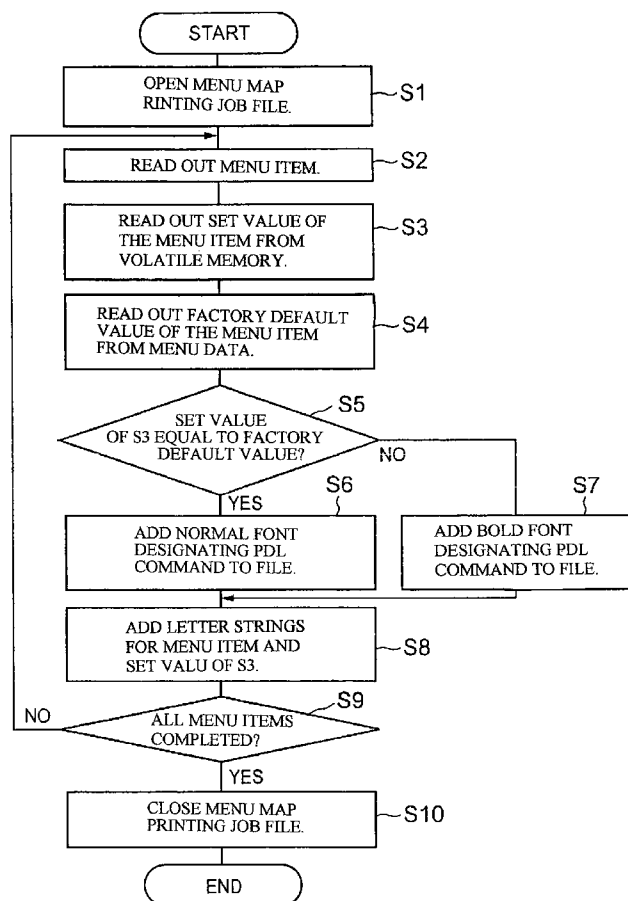 START
OPEN MENU MAP
RINTING JOB FILE.
S1
READ OUT MENU ITEM.
S2
READ OUT SET VALUE OF
THE MENU ITEM FROM
VOLATILE MEMORY.
S3
READ OUT FACTORY DEFAULT
VALUE OF THE MENU ITEM
FROM MENU DATA.
S4
S5
SET VALUE
OF S3 EQUAL TO FACTORY
DEFAULT VALUE?
NO
YES
S6
S7
ADD NORMAL FONT
DESIGNATING PDL
COMMAND TO FILE.
ADD BOLD FONT
DESIGNATING PDL
COMMAND TO FILE.
ADD LETTER STRINGS
FOR MENU ITEM AND
SET VALU OF S3.
S8
S9
NO
ALL MENU ITEMS
COMPLETED?
YES
CLOSE MENU MAP
PRINTING JOB FILE.
S10
END